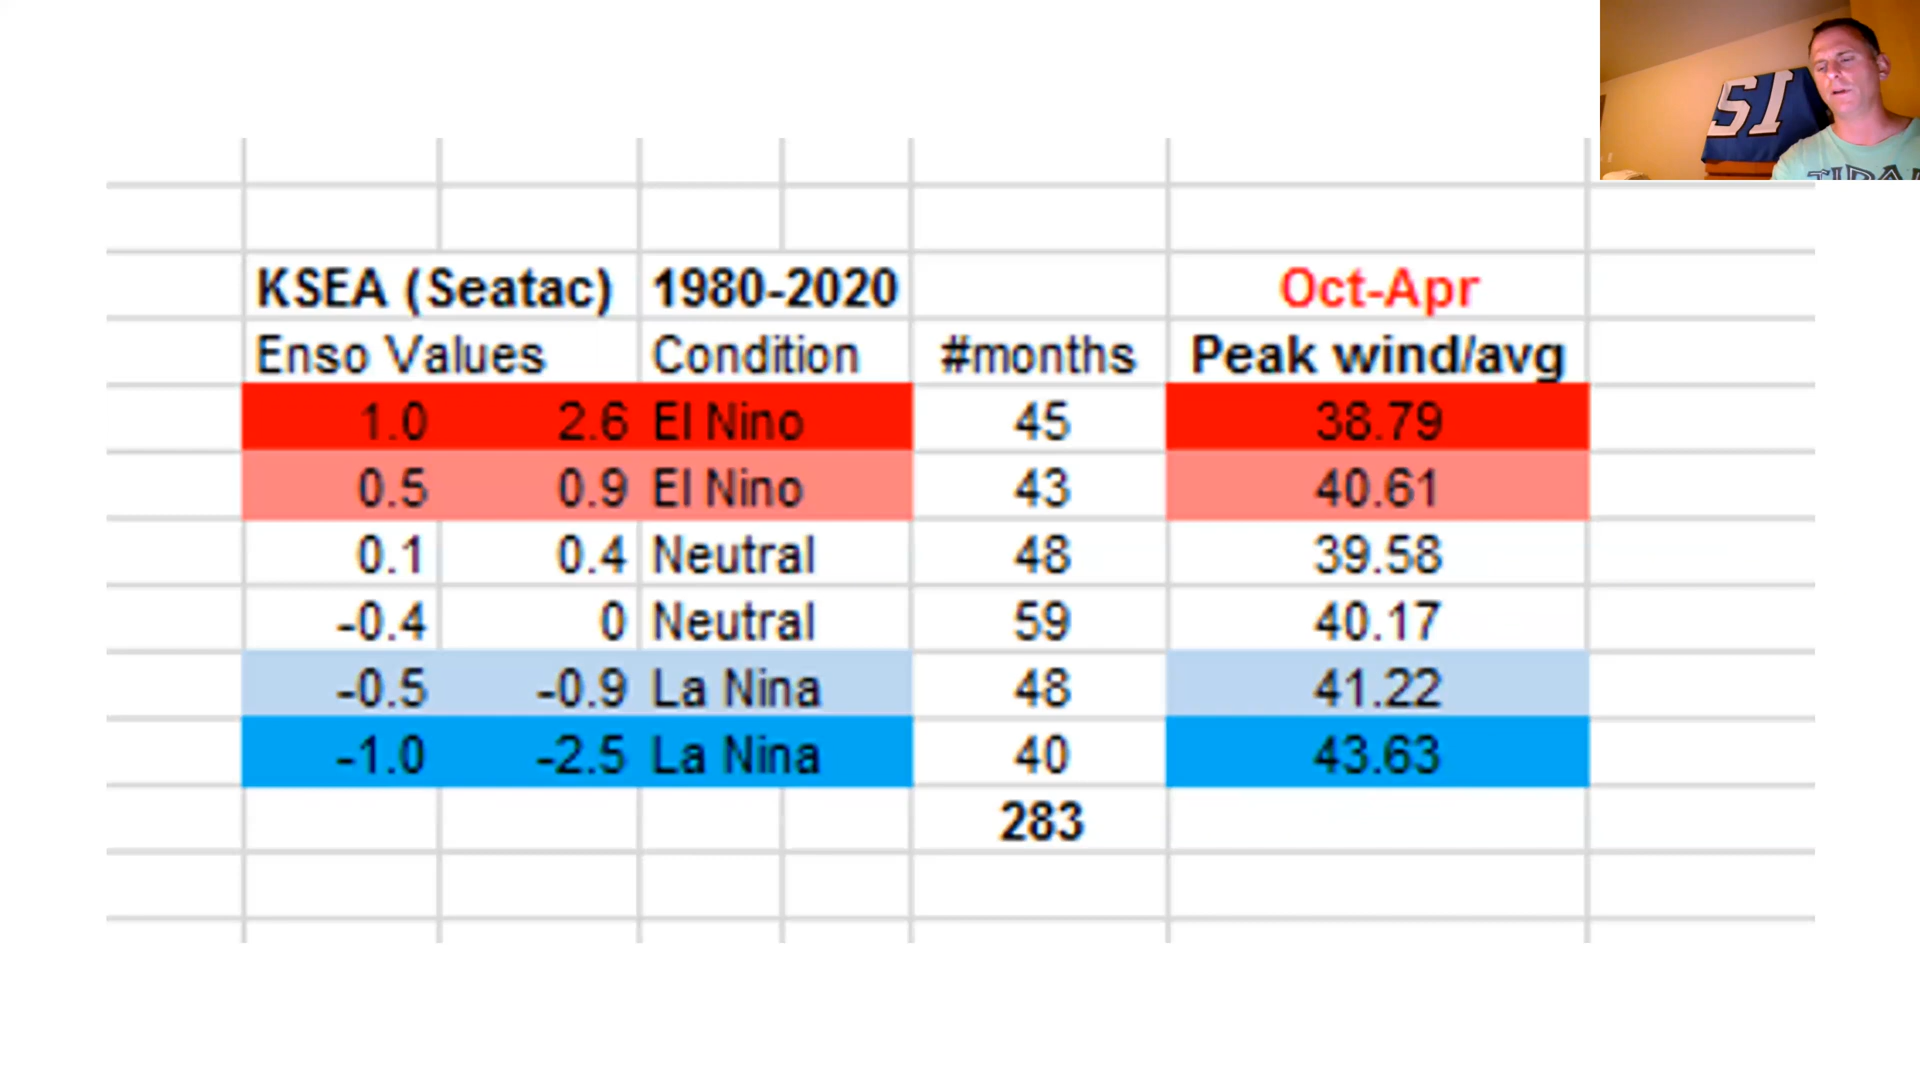 SI
KSEA (Seatac) 1980-2020 Oct-Apr
Enso Values Condition #months Peak wind/avg
1.0 2.6 El Nino 45 38.79
0.5 0.9 El Nino 43 40.61
0.1 0.4 Neutral 48 39.58
-0.4 0 Neutral 59 40.17
-0.5 -0.9 La Nina 48 41.22
-1.0 -2.5 La Nina 40 43.63
283